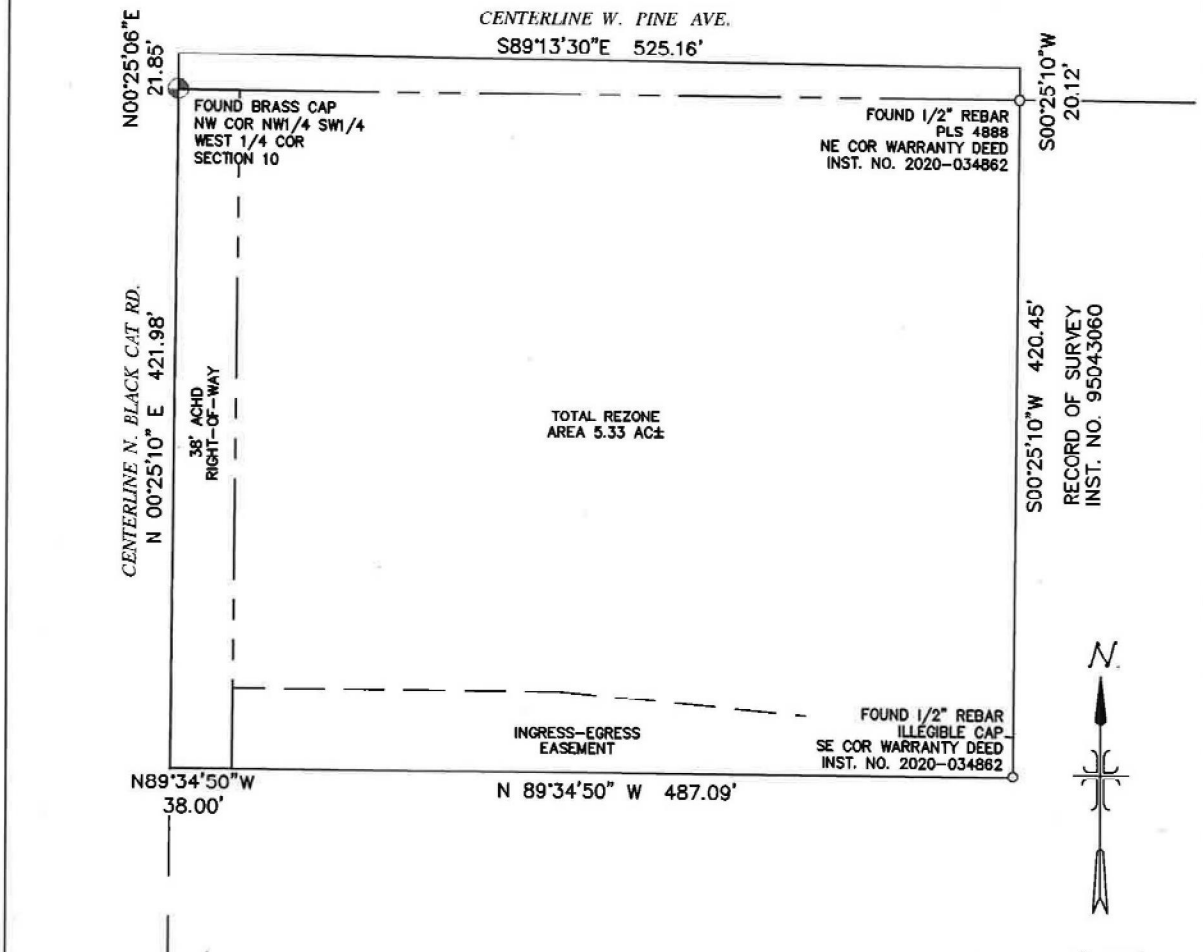 CENTERLINE W. PINE AVE.
S89°13'30"E 525.16'
N00°25'06"E
21.85'
S00°25'10"W
20.12'
FOUND BRASS CAP
NW COR NW1/4 SW1/4
WEST 1/4 COR
SECTION 10
FOUND 1/2" REBAR
PLS 4888
NE COR WARRANTY DEED
INST. NO. 2020-034862
CENTERLINE N. BLACK CAT RD.
N 00°25'10" E 421.98'
38' ACHD
RIGHT-OF-WAY
TOTAL REZONE
AREA 5.33 AC±
S00°25'10"W 420.45'
RECORD OF SURVEY
INST. NO. 95043060
N.
INGRESS-EGRESS
EASEMENT
FOUND 1/2" REBAR
ILLEGIBLE CAP
SE COR WARRANTY DEED
INST. NO. 2020-034862
N89°34'50"W
38.00'
N 89°34'50" W 487.09'